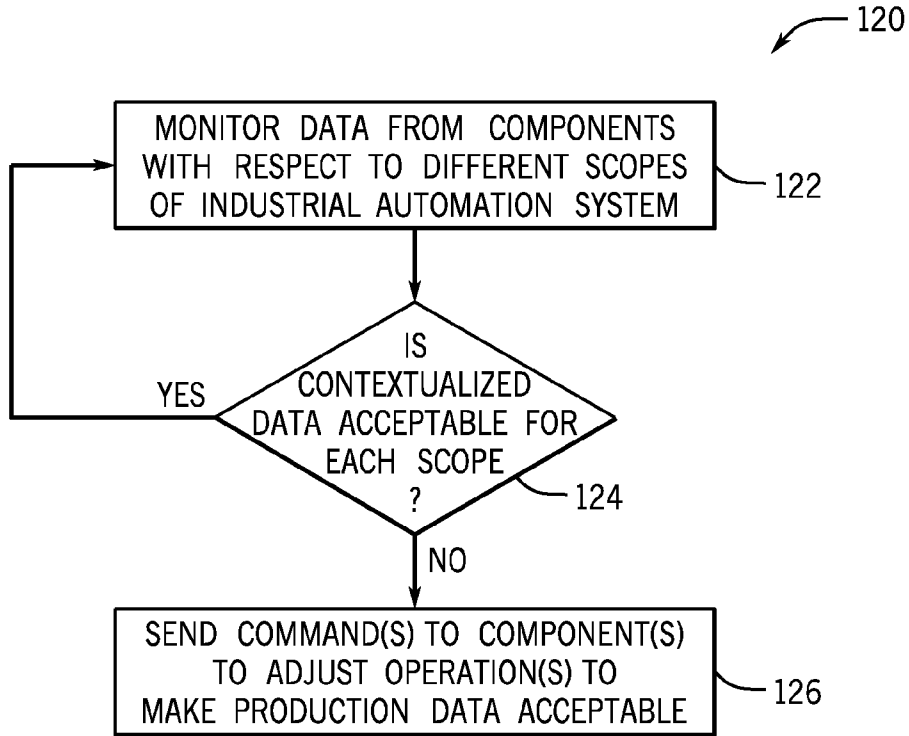 120
MONITOR DATA FROM COMPONENTS
WITH RESPECT TO DIFFERENT SCOPES
OF INDUSTRIAL AUTOMATION SYSTEM
122
IS
CONTEXTUALIZED
DATA ACCEPTABLE FOR
EACH SCOPE
?
YES
124
NO
SEND COMMAND(S) TO COMPONENT(S)
TO ADJUST OPERATION(S) TO
MAKE PRODUCTION DATA ACCEPTABLE
126